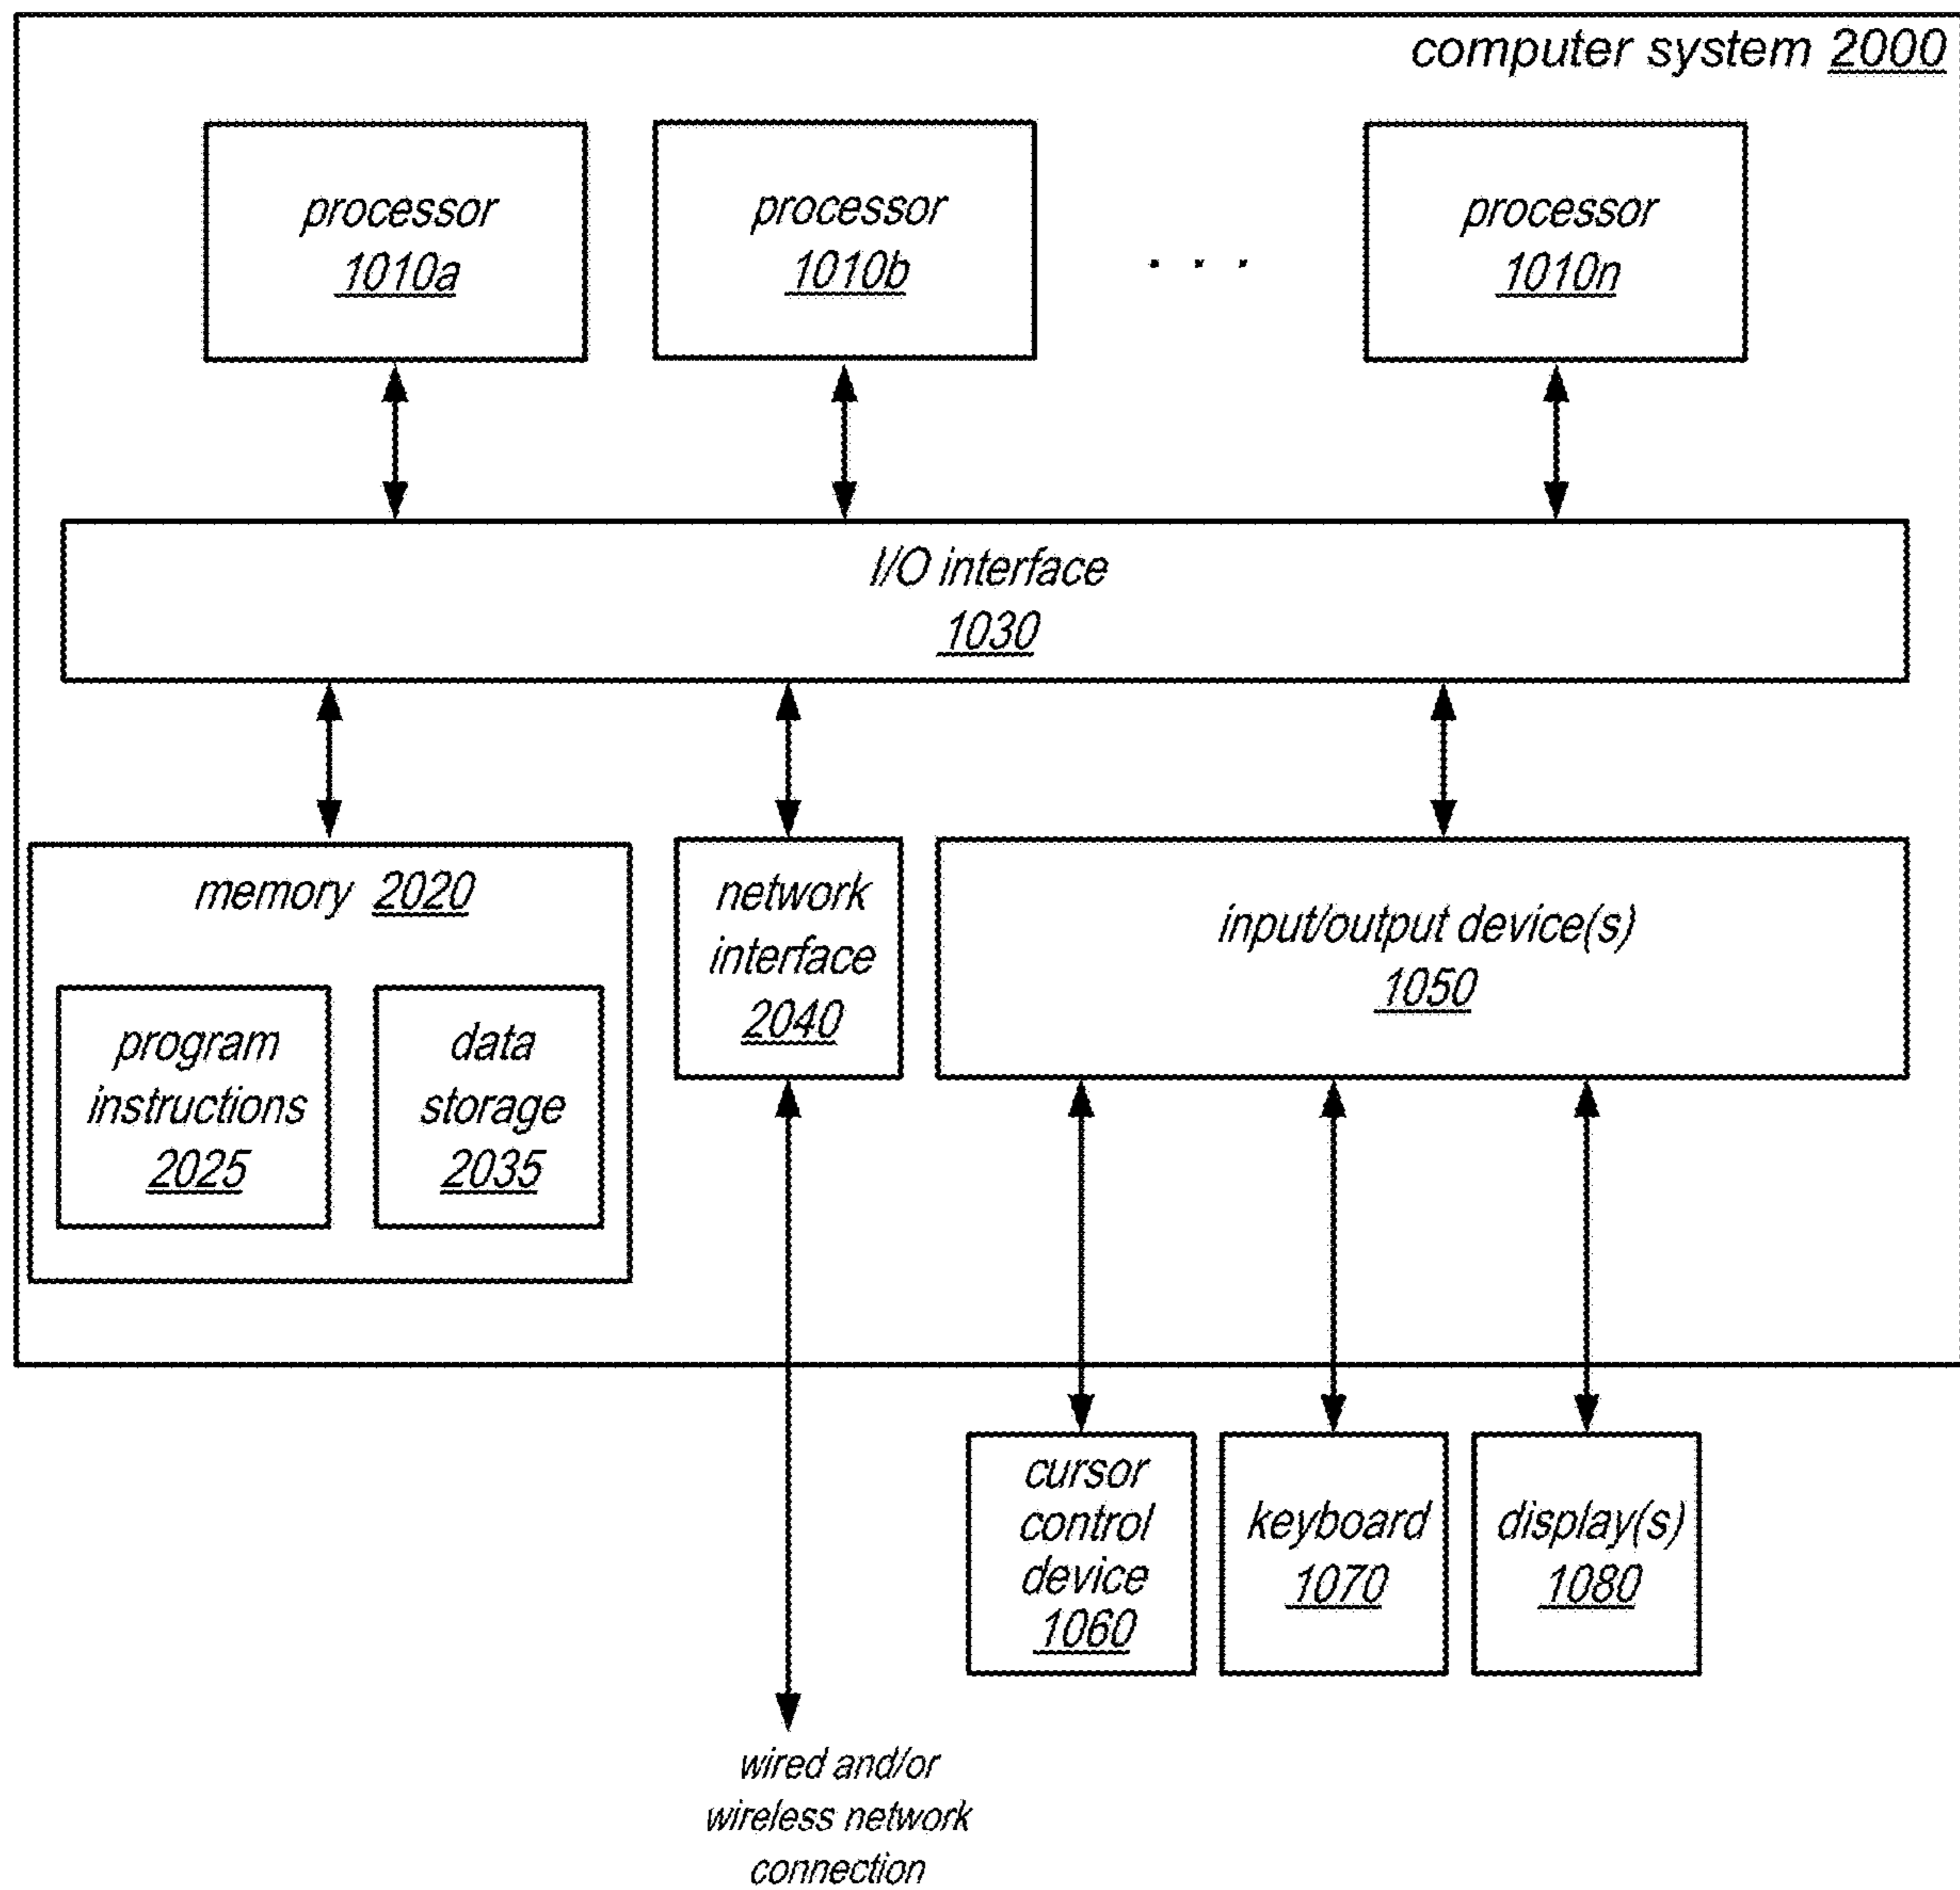 computer system 2000
processor
1010a
processor
1010b
. . .
processor
1010n
I/O interface
1030
memory 2020
program
instructions
2025
data
storage
2035
network
interface
2040
input/output device(s)
1050
cursor
control
device
1060
keyboard
1070
display(s)
1080
wired and/or
wireless network
connection